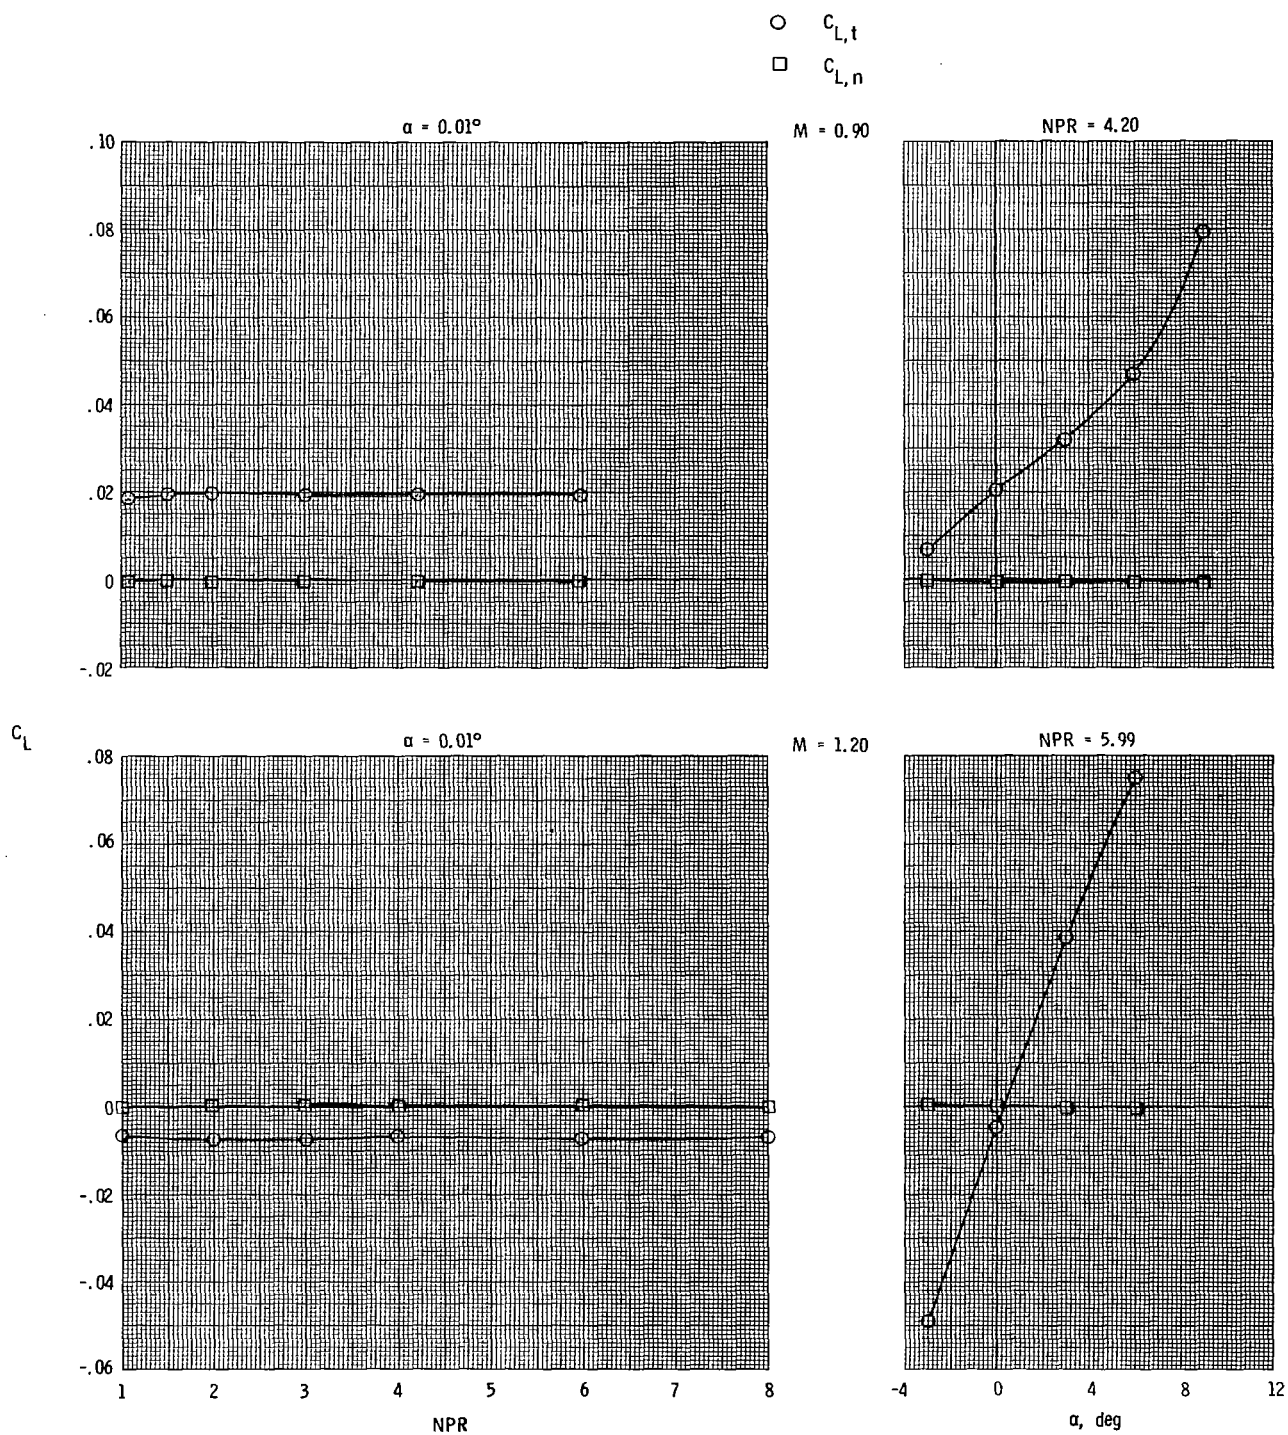 C_L,t
C_L,n
α = 0.01°
M = 0.90
NPR = 4.20
.10
.08
.06
.04
.02
0
-.02
C_L
α = 0.01°
M = 1.20
NPR = 5.99
.08
.06
.04
.02
0
-.02
-.04
-.06
1 2 3 4 5 6 7 8
NPR
-4 0 4 8 12
α, deg